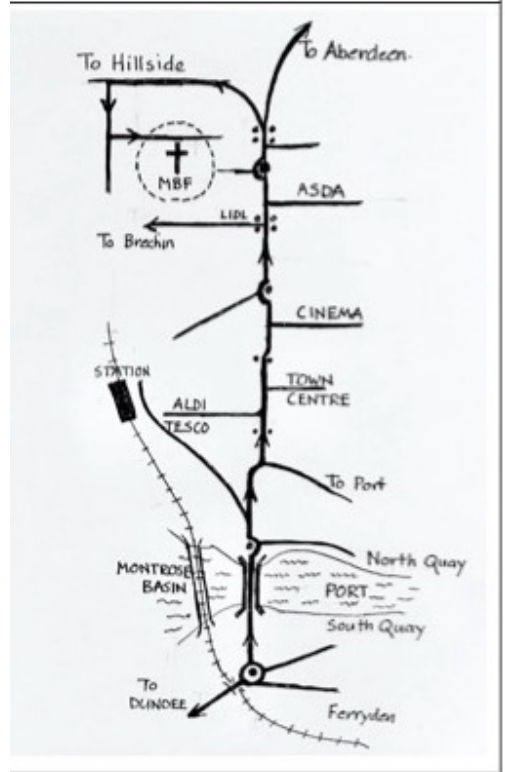 To Aberdeen.
To Hillside
MBF
ASDA
LIDL
To Brechin
CINEMA
STATION
TOWN
CENTRE
ALDI
TESCO
To Port
North Quay
MONTROSE
BASIN
PORT
South Quay
To
DUNDEE
Ferryden